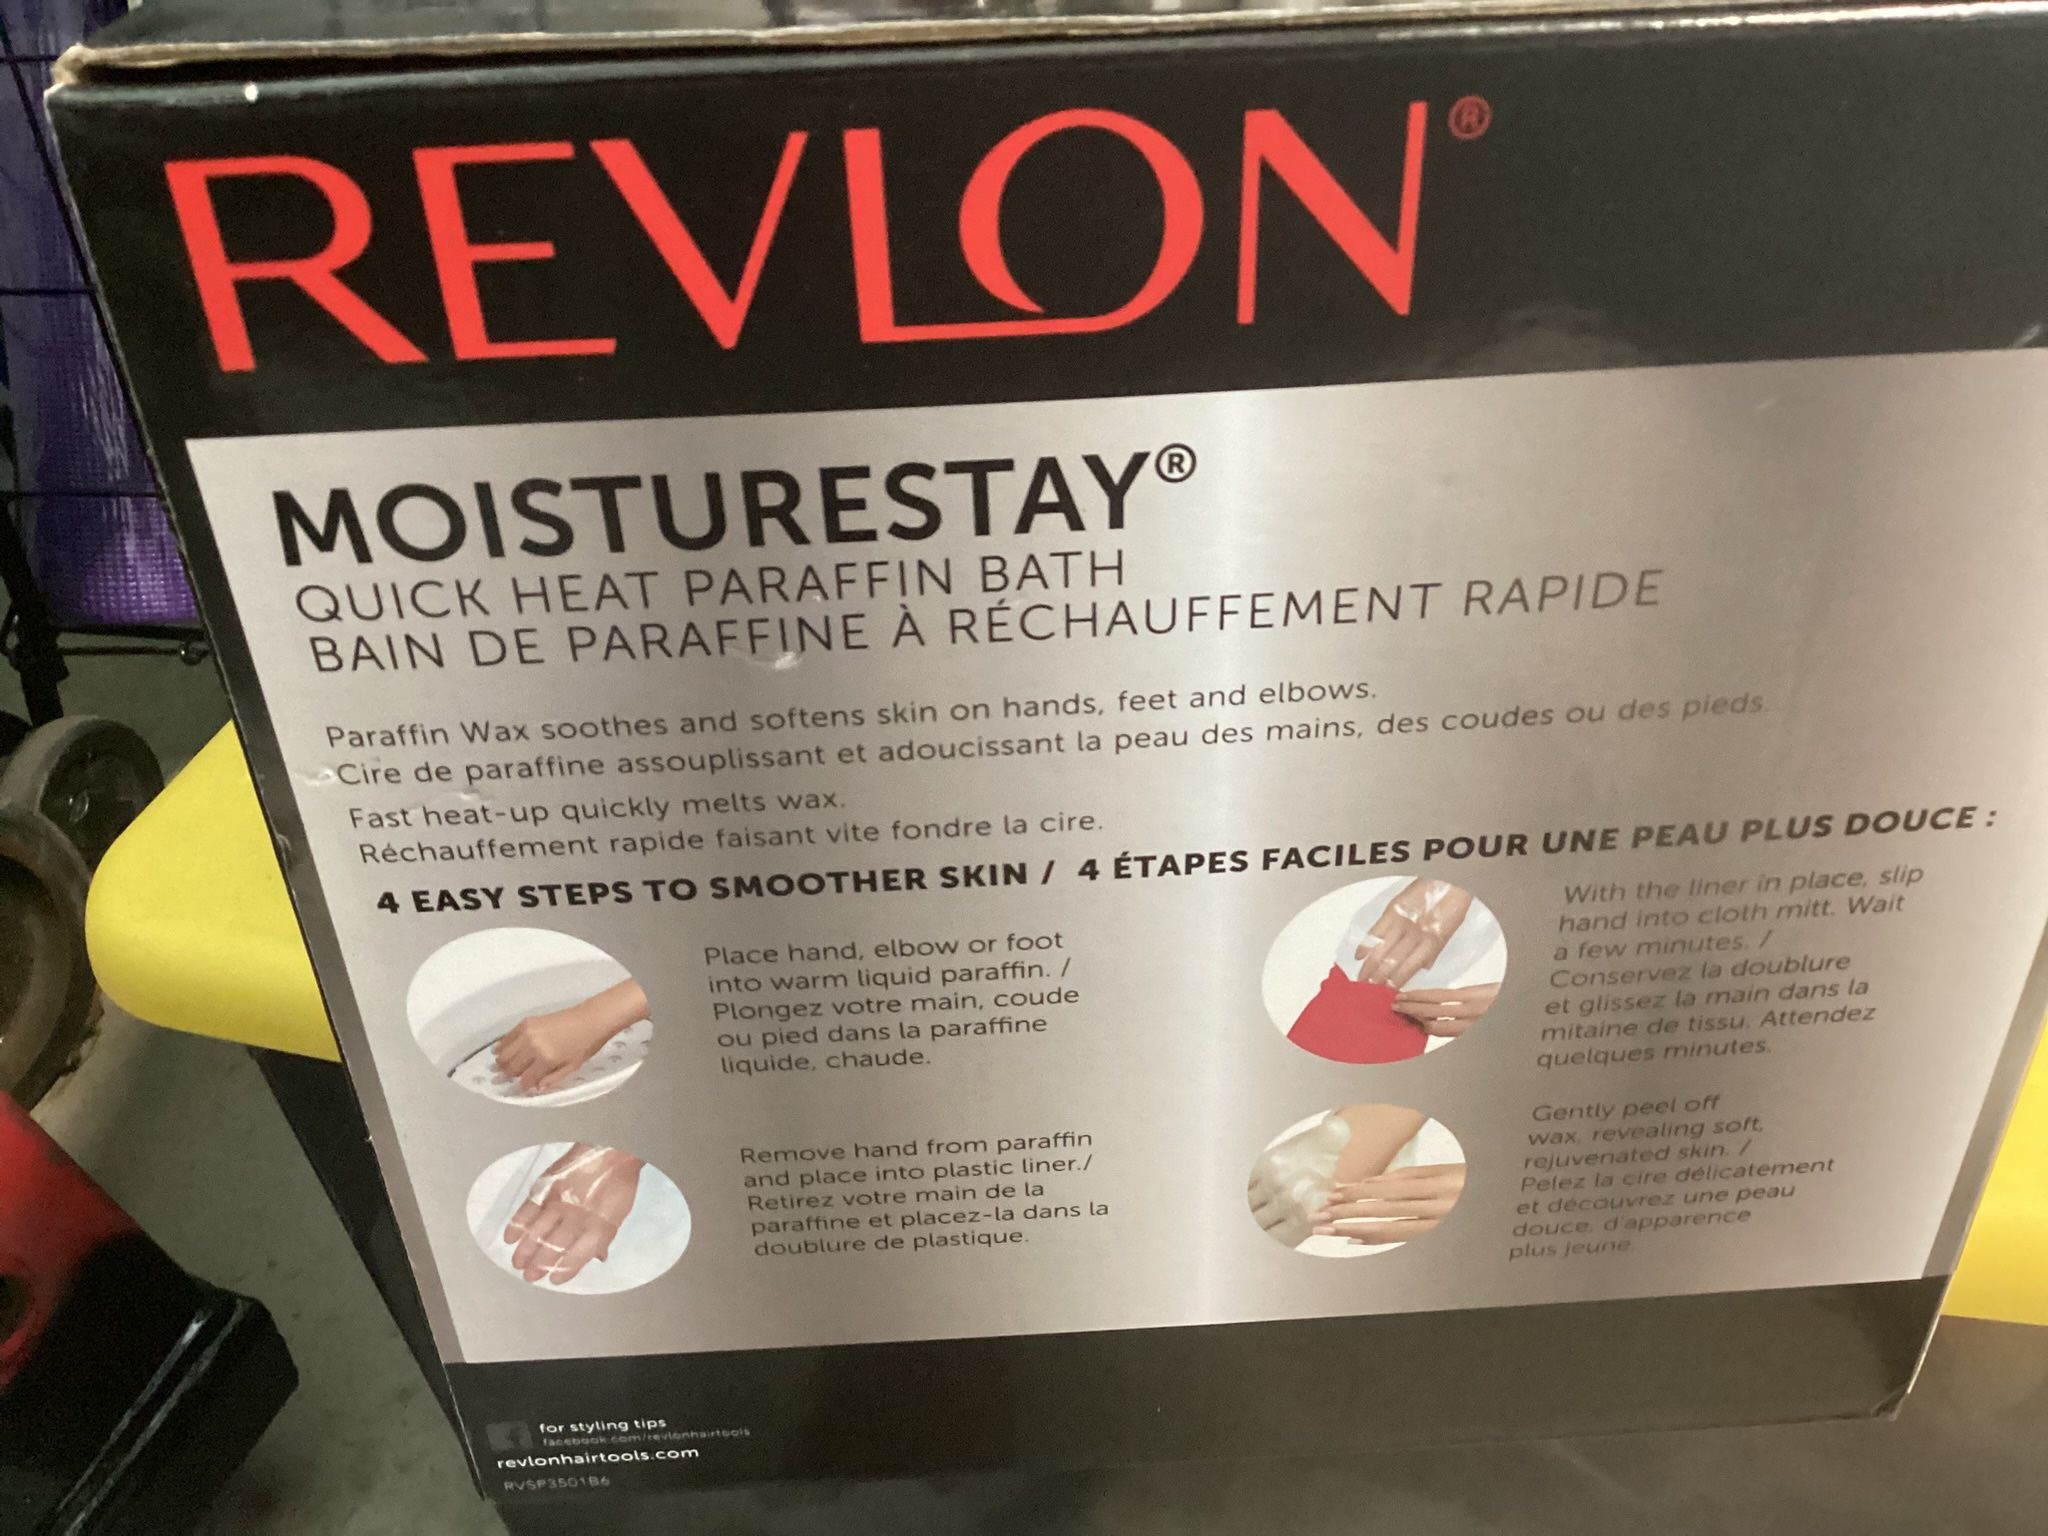 REVLON®
MOISTURESTAY®
QUICK HEAT PARAFFIN BATH
BAIN DE PARAFFINE À RÉCHAUFFEMENT RAPIDE
Paraffin Wax soothes and softens skin on hands, feet and elbows.
Cire de paraffine assouplissant et adoucissant la peau des mains, des coudes ou des pieds.
Fast heat-up quickly melts wax.
Réchauffement rapide faisant vite fondre la cire.
4 EASY STEPS TO SMOOTHER SKIN / 4 ÉTAPES FACILES POUR UNE PEAU PLUS DOUCE :
Place hand, elbow or foot
into warm liquid paraffin. /
Plongez votre main, coude
ou pied dans la paraffine
liquide, chaude.
Remove hand from paraffin
and place into plastic liner./
Retirez votre main de la
paraffine et placez-la dans la
doublure de plastique.
With the liner in place, slip
hand into cloth mitt. Wait
a few minutes. /
Conservez la doublure
et glissez la main dans la
mitaine de tissu. Attendez
quelques minutes.
Gently peel off
wax, revealing soft,
rejuvenated skin. /
Pelez la cire délicatement
et découvrez une peau
douce, d'apparence
plus jeune.
for styling tips
facebook.com/revlonhairtools
revlonhairtools.com
RVSP3501B6